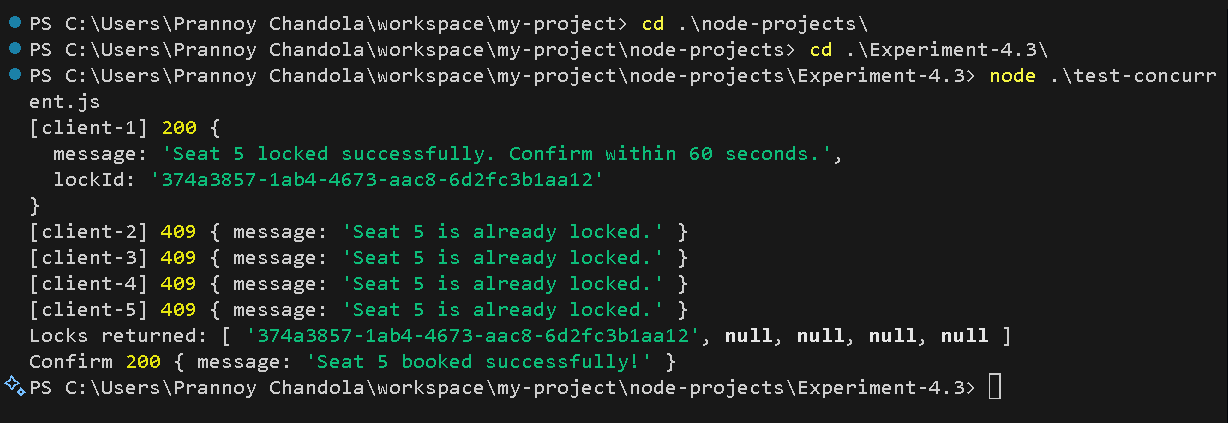 PS C:\Users\Prannoy Chandola\workspace\my-project> cd .\node-projects\
PS C:\Users\Prannoy Chandola\workspace\my-project\node-projects> cd .\Experiment-4.3\
PS C:\Users\Prannoy Chandola\workspace\my-project\node-projects\Experiment-4.3> node .\test-concurr
ent.js
[client-1] 200 {
  message: 'Seat 5 locked successfully. Confirm within 60 seconds.',
  lockId: '374a3857-1ab4-4673-aac8-6d2fc3b1aa12'
}
[client-2] 409 { message: 'Seat 5 is already locked.' }
[client-3] 409 { message: 'Seat 5 is already locked.' }
[client-4] 409 { message: 'Seat 5 is already locked.' }
[client-5] 409 { message: 'Seat 5 is already locked.' }
Locks returned: [ '374a3857-1ab4-4673-aac8-6d2fc3b1aa12', null, null, null, null ]
Confirm 200 { message: 'Seat 5 booked successfully!' }
PS C:\Users\Prannoy Chandola\workspace\my-project\node-projects\Experiment-4.3>